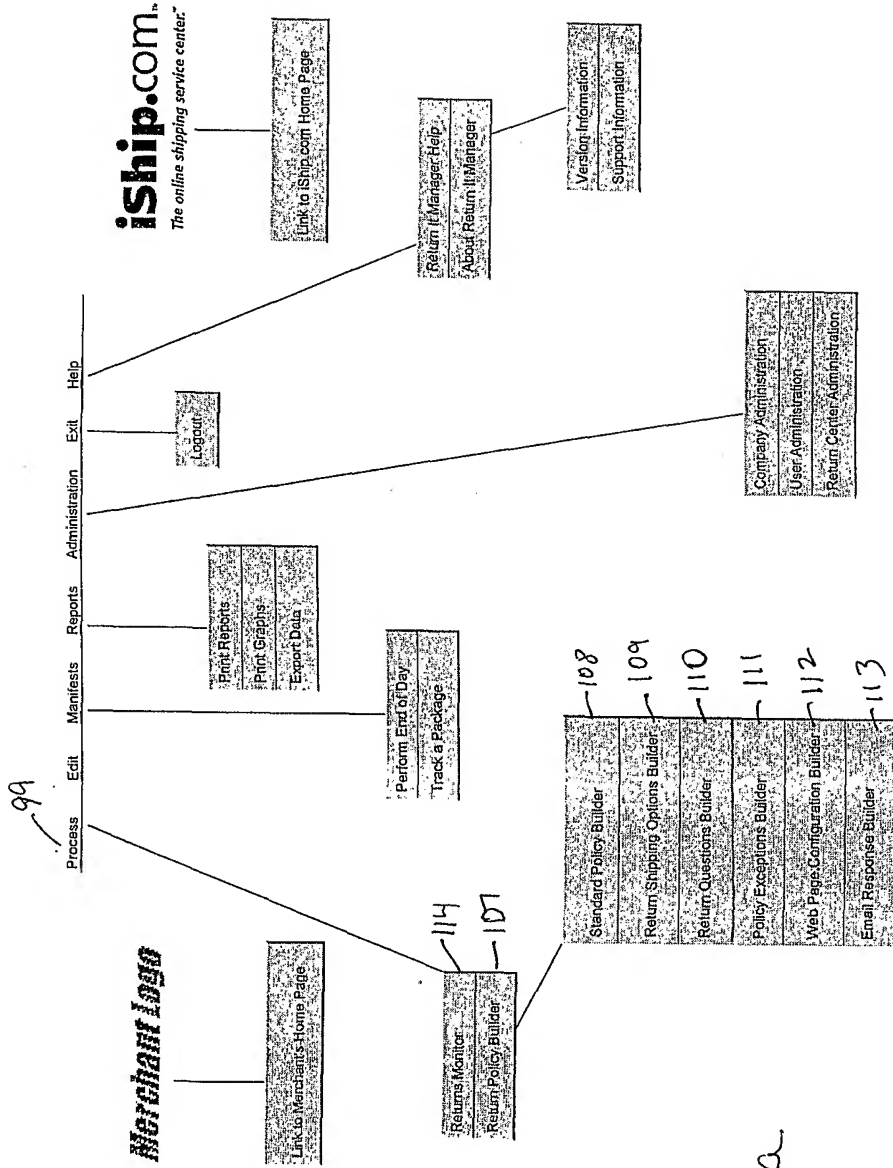 99
Merchant Logo
iship.com™
The online shipping service center.™
Process Edit Manifests Reports Administration Exit Help
Link to Merchant's Home Page
Link to iShip.com Home Page
Logout
Print Reports
Print Graphs
Export Data
Returns Monitor 114
Return Policy Builder 107
Perform End of Day
Track a Package
Return It Manager Help
About Return It Manager
Standard Policy Builder 108
Return Shipping Options Builder 109
Return Questions Builder 110
Policy Exceptions Builder 111
Web Page Configuration Builder 112
Email Response Builder 113
Version Information
Support Information
Company Administration
User Administration
Return Center Administration